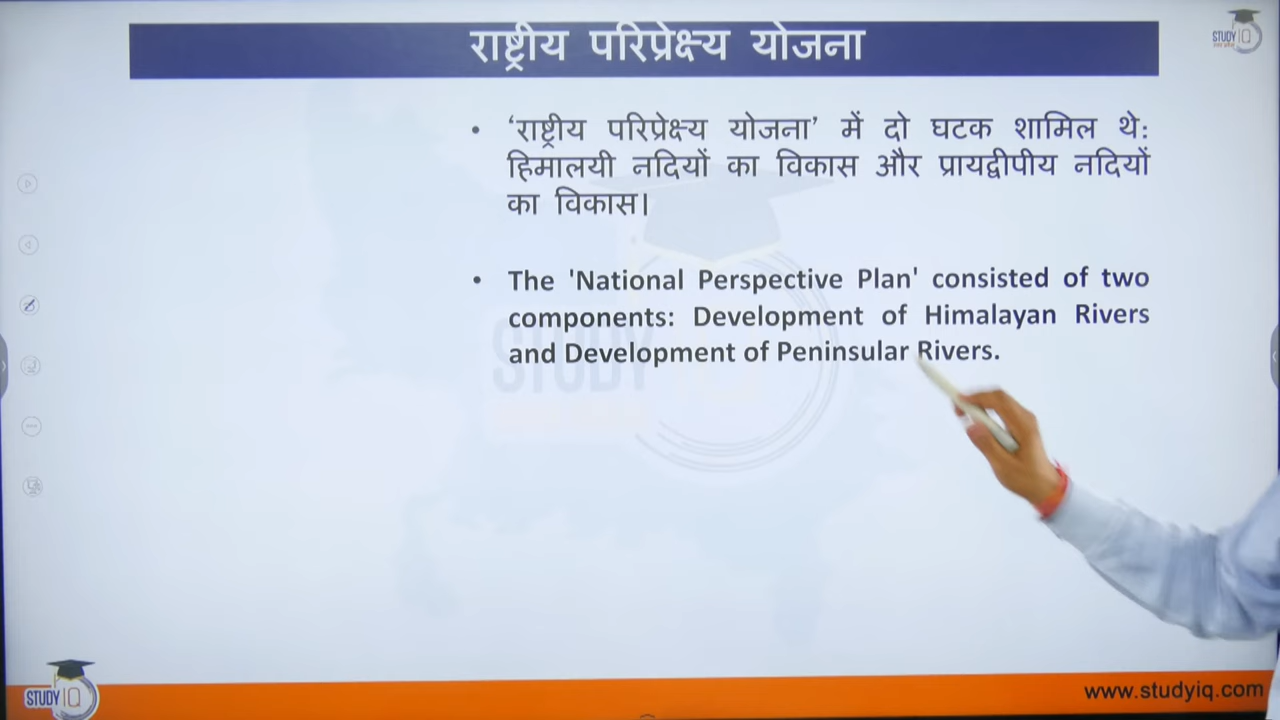 राष्ट्रीय परिप्रेक्ष्य योजना
STUDY IQ
• ‘राष्ट्रीय परिप्रेक्ष्य योजना’ में दो घटक शामिल थे:
हिमालयी नदियों का विकास और प्रायद्वीपीय नदियों
का विकास।
• The 'National Perspective Plan' consisted of two
components: Development of Himalayan Rivers
and Development of Peninsular Rivers.
STUDY
STUDY IQ
www.studyiq.com